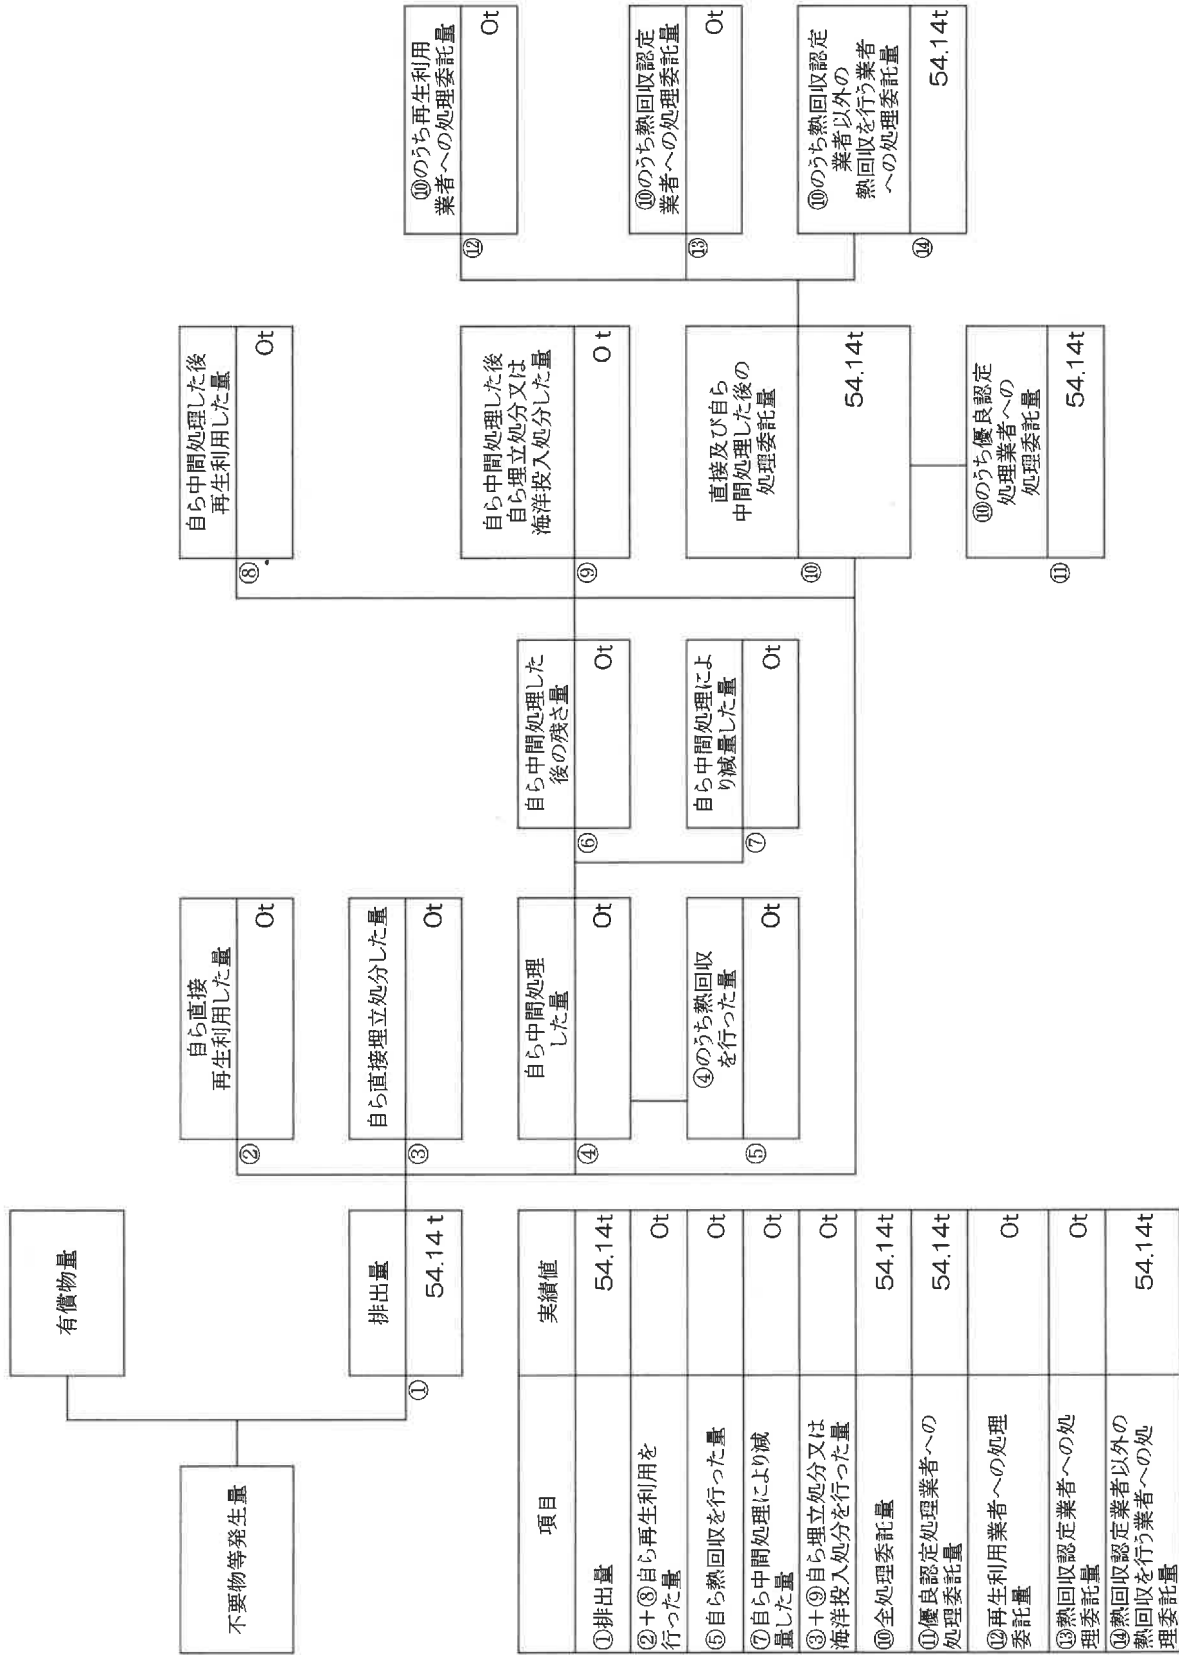 不要物等発生量
有償物量
排出量
①
54.14 t
自ら直接
再生利用した量
②
0t
自ら直接埋立処分した量
③
0t
自ら中間処理
した量
④
0t
④のうち熱回収
を行った量
⑤
0t
自ら中間処理した
後の残さ量
⑥
0t
自ら中間処理によ
り減量した量
⑦
0t
自ら中間処理した後
再生利用した量
⑧
0t
自ら中間処理した後
自ら埋立処分又は
海洋投入処分した量
⑨
0 t
直接及び自ら
中間処理した後の
処理委託量
⑩
54.14t
⑩のうち優良認定
処理業者への
処理委託量
⑪
54.14t
⑩のうち再生利用
業者への処理委託量
⑫
0t
⑩のうち熱回収認定
業者への処理委託量
⑬
0t
⑩のうち熱回収認定
業者以外の
熱回収を行う業者
への処理委託量
⑭
54.14t
項目
実績値
①排出量
54.14t
②+⑧自ら再生利用を
行った量
0t
⑤自ら熱回収を行った量
0t
⑦自ら中間処理により減
量した量
0t
③+⑨自ら埋立処分又は
海洋投入処分を行った量
0t
⑩全処理委託量
54.14t
⑪優良認定処理業者への
処理委託量
54.14t
⑫再生利用業者への処理
委託量
0t
⑬熱回収認定業者への処
理委託量
0t
⑭熱回収認定業者以外の
熱回収を行う業者への処
理委託量
54.14t